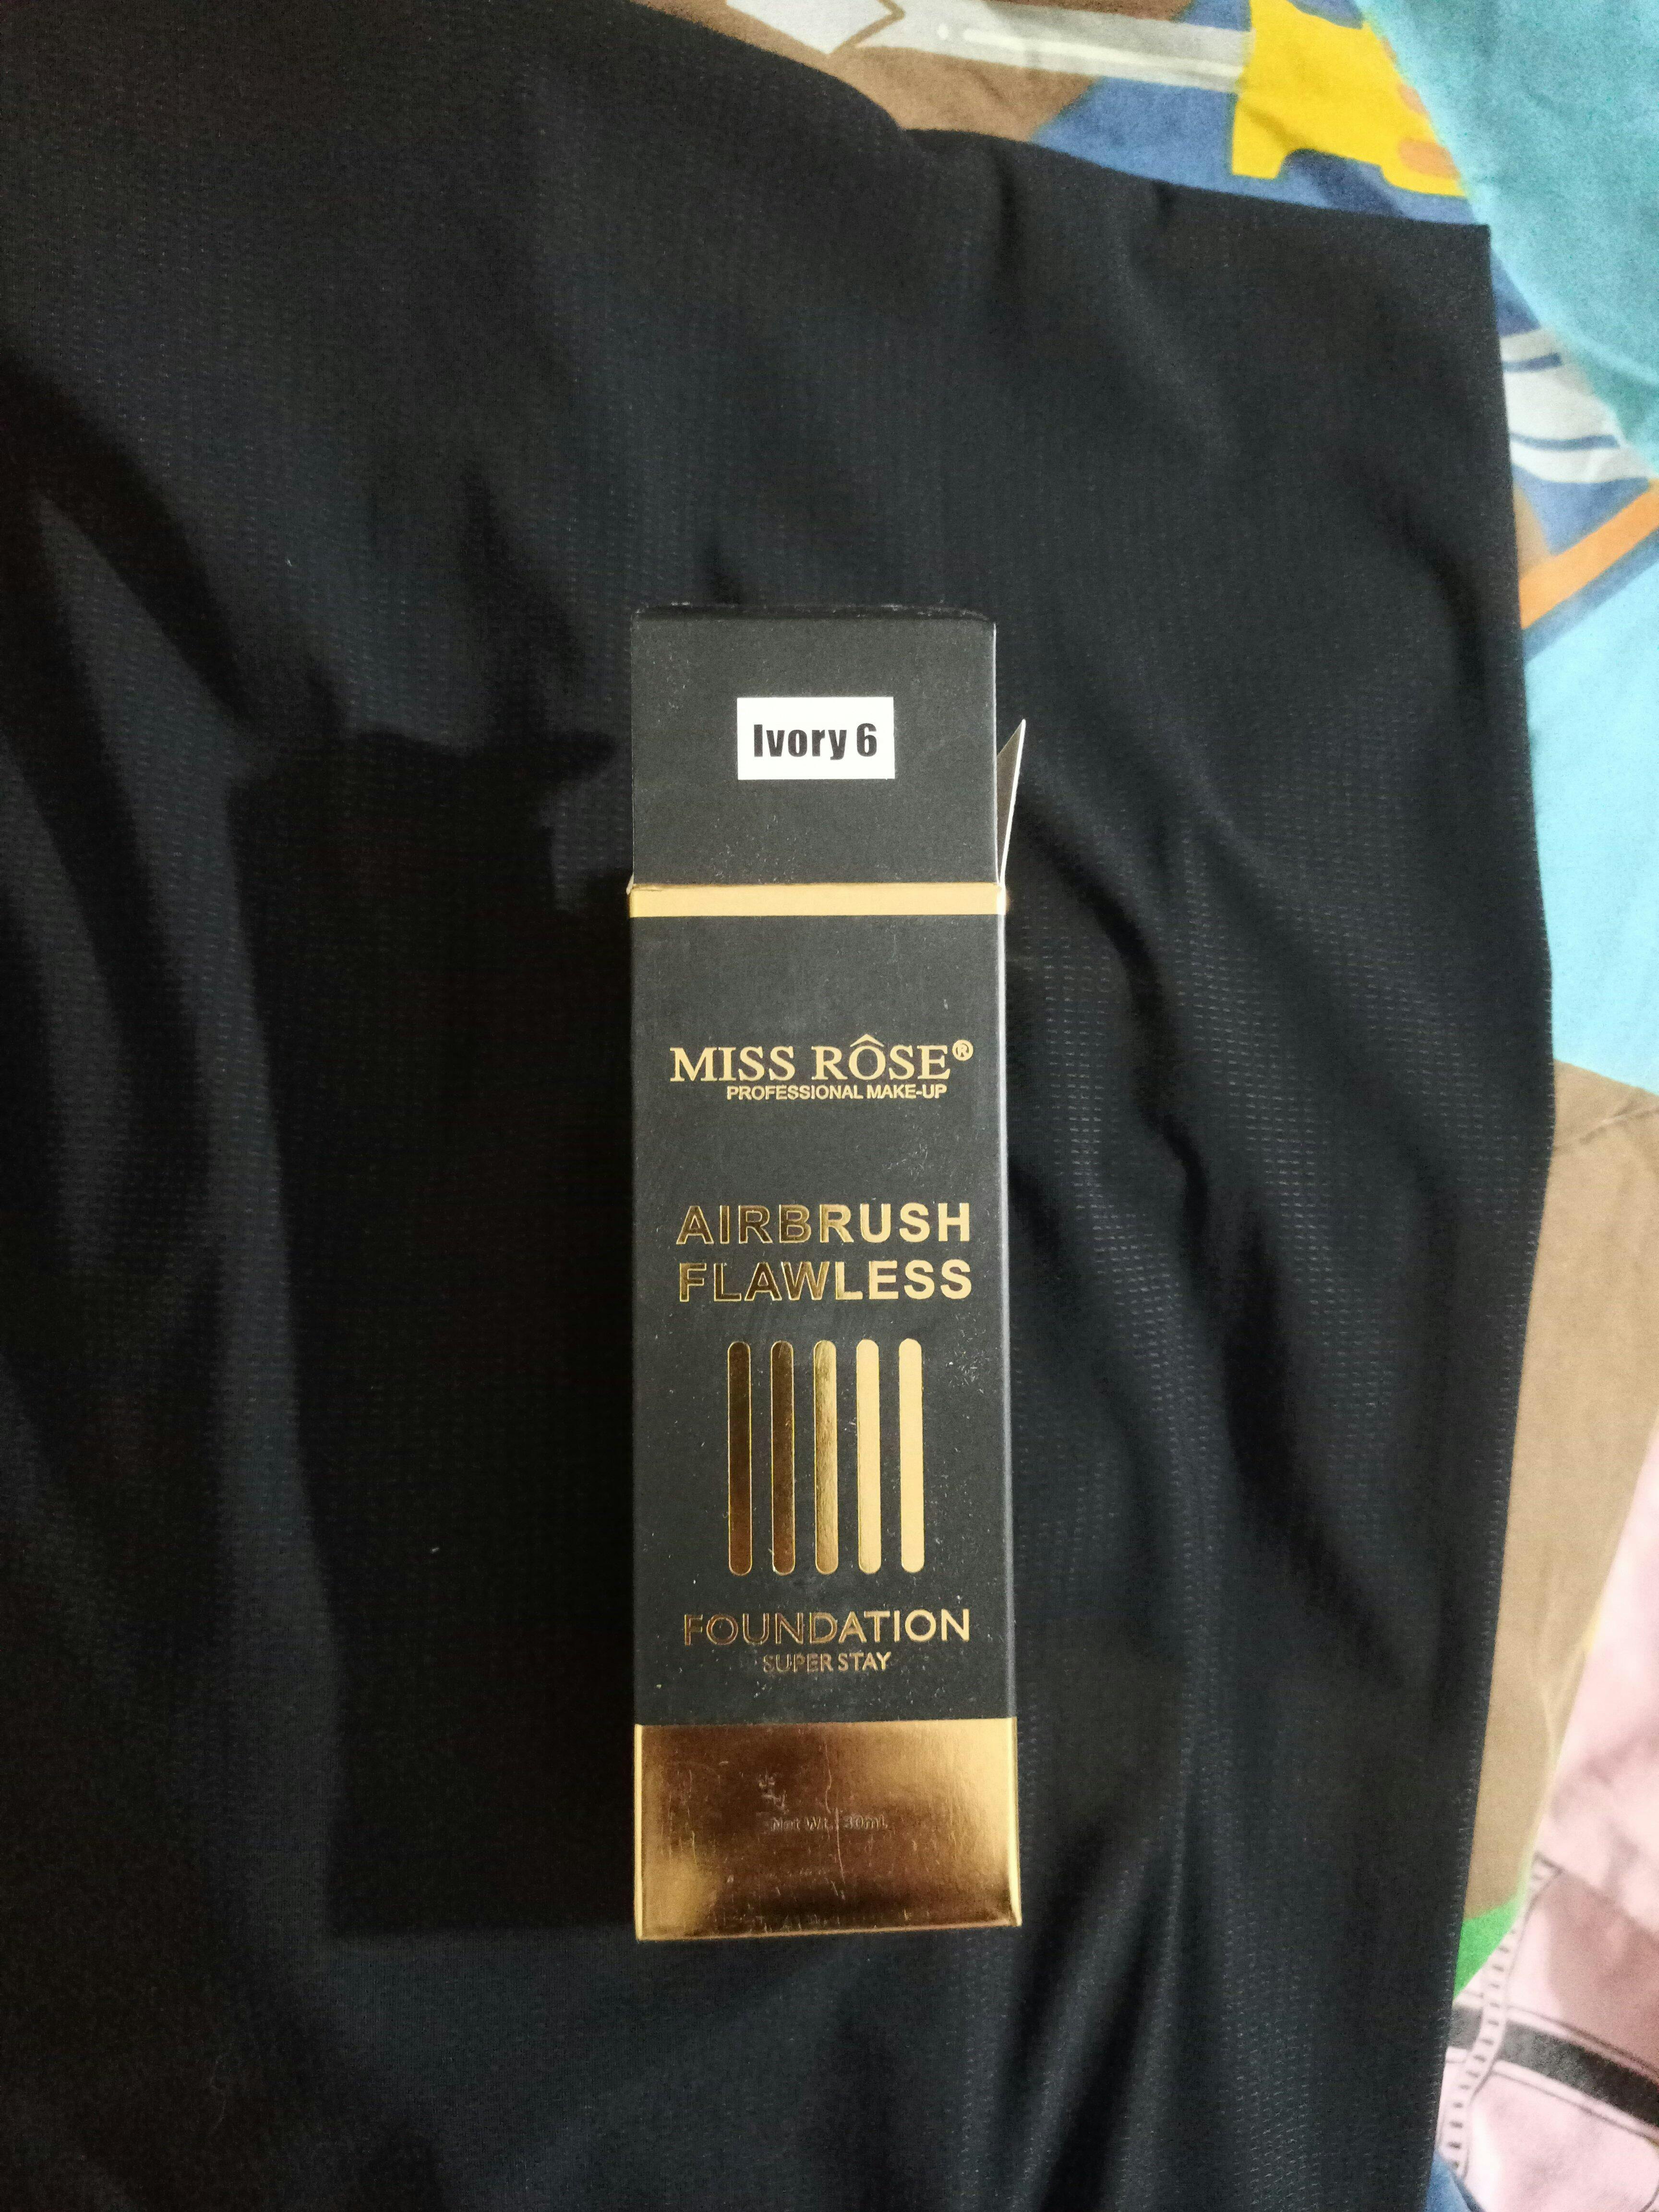 Ivory 6
MISS RÔSE®
PROFESSIONAL MAKE-UP
AIRBRUSH
FLAWLESS
FOUNDATION
SUPER STAY
Net Wt.: 30mL